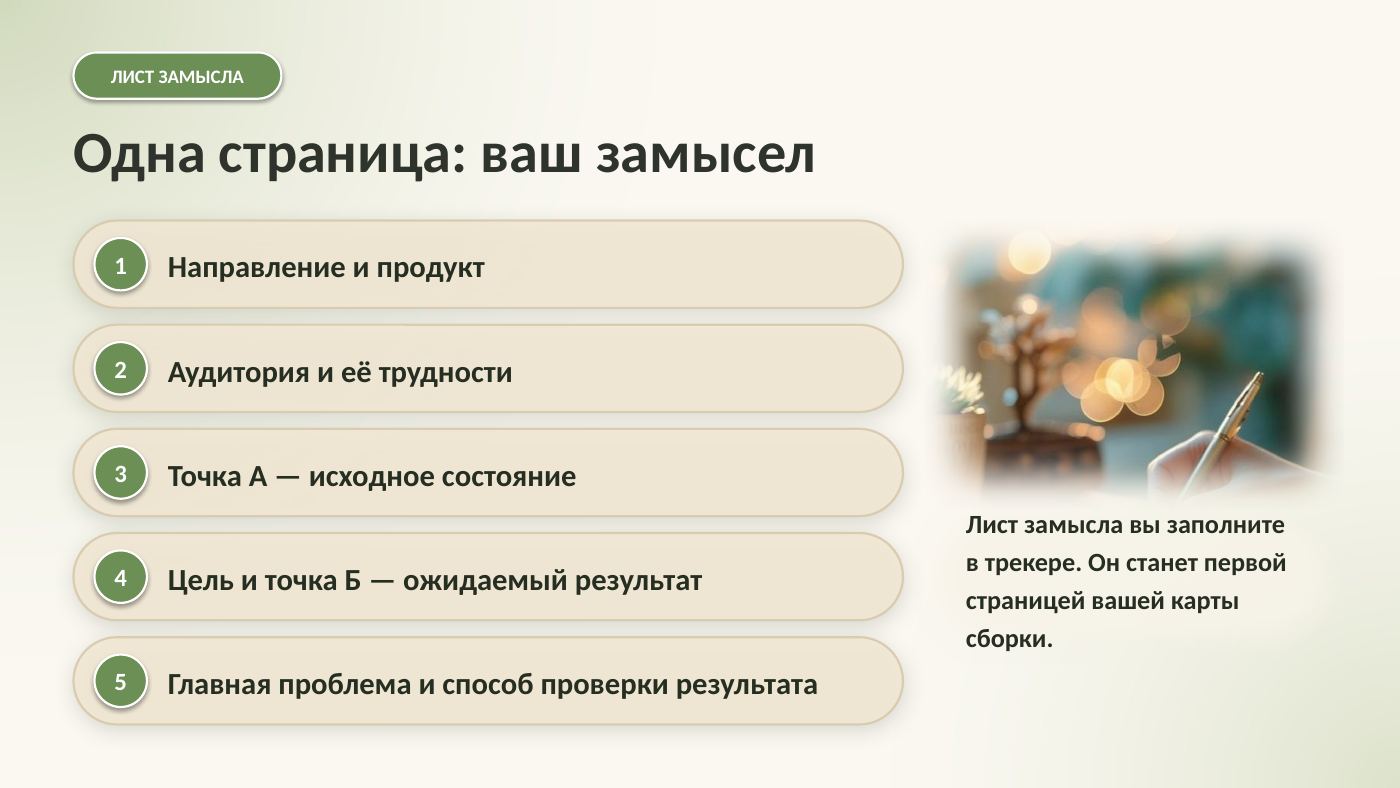 ЛИСТ ЗАМЫСЛА
Одна страница: ваш замысел
1 Направление и продукт
2 Аудитория и её трудности
3 Точка А — исходное состояние
4 Цель и точка Б — ожидаемый результат
5 Главная проблема и способ проверки результата
Лист замысла вы заполните
в трекере. Он станет первой
страницей вашей карты
сборки.